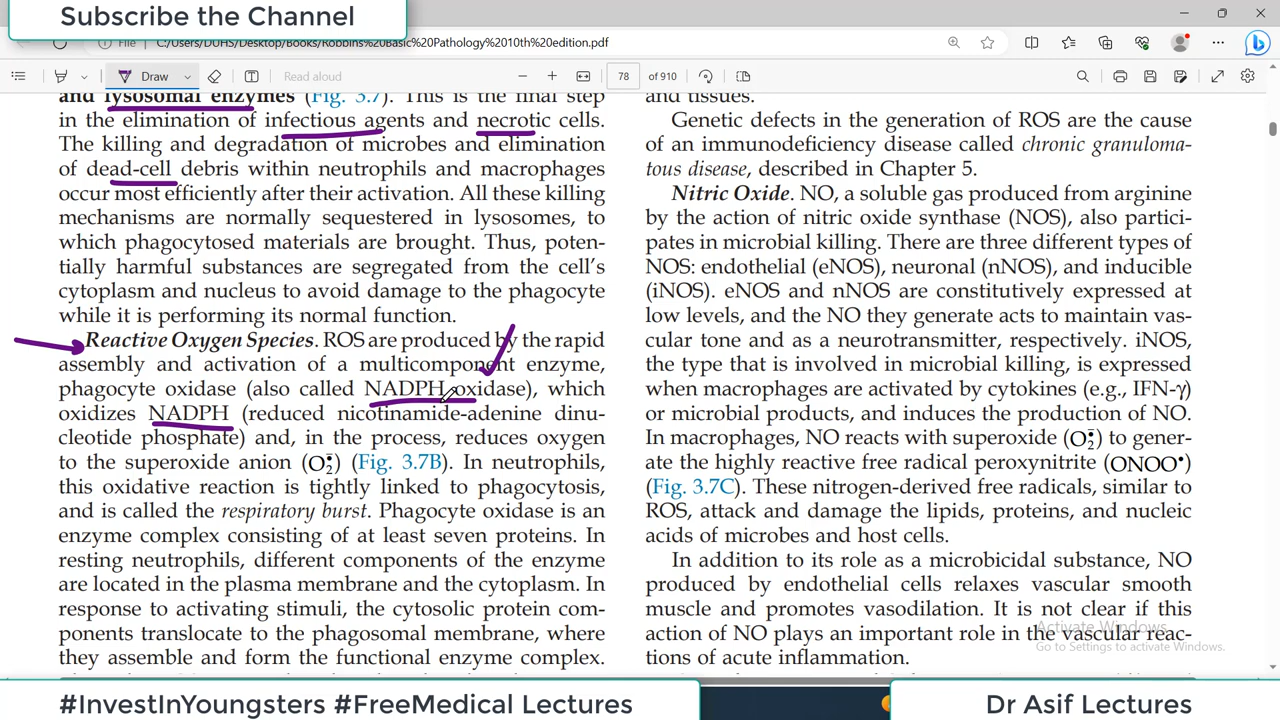 Subscribe the Channel
File
C:/Users/DUHS/Desktop/Books/Robbins%20Basic%20Pathology%2010th%20edition.pdf
Draw
Read aloud
78
of 910
and lysosomal enzymes (Fig. 3.7). This is the final step
in the elimination of infectious agents and necrotic cells.
The killing and degradation of microbes and elimination
of dead-cell debris within neutrophils and macrophages
occur most efficiently after their activation. All these killing
mechanisms are normally sequestered in lysosomes, to
which phagocytosed materials are brought. Thus, poten-
tially harmful substances are segregated from the cell's
cytoplasm and nucleus to avoid damage to the phagocyte
while it is performing its normal function.
Reactive Oxygen Species. ROS are produced by the rapid
assembly and activation of a multicomponent enzyme,
phagocyte oxidase (also called NADPH oxidase), which
oxidizes NADPH (reduced nicotinamide-adenine dinu-
cleotide phosphate) and, in the process, reduces oxygen
to the superoxide anion (O₂•̄) (Fig. 3.7B). In neutrophils,
this oxidative reaction is tightly linked to phagocytosis,
and is called the respiratory burst. Phagocyte oxidase is an
enzyme complex consisting of at least seven proteins. In
resting neutrophils, different components of the enzyme
are located in the plasma membrane and the cytoplasm. In
response to activating stimuli, the cytosolic protein com-
ponents translocate to the phagosomal membrane, where
they assemble and form the functional enzyme complex.
and tissues.
Genetic defects in the generation of ROS are the cause
of an immunodeficiency disease called chronic granuloma-
tous disease, described in Chapter 5.
Nitric Oxide. NO, a soluble gas produced from arginine
by the action of nitric oxide synthase (NOS), also partici-
pates in microbial killing. There are three different types of
NOS: endothelial (eNOS), neuronal (nNOS), and inducible
(iNOS). eNOS and nNOS are constitutively expressed at
low levels, and the NO they generate acts to maintain vas-
cular tone and as a neurotransmitter, respectively. iNOS,
the type that is involved in microbial killing, is expressed
when macrophages are activated by cytokines (e.g., IFN-γ)
or microbial products, and induces the production of NO.
In macrophages, NO reacts with superoxide (O₂•̄) to gener-
ate the highly reactive free radical peroxynitrite (ONOO•)
(Fig. 3.7C). These nitrogen-derived free radicals, similar to
ROS, attack and damage the lipids, proteins, and nucleic
acids of microbes and host cells.
In addition to its role as a microbicidal substance, NO
produced by endothelial cells relaxes vascular smooth
muscle and promotes vasodilation. It is not clear if this
action of NO plays an important role in the vascular reac-
tions of acute inflammation.
Activate Windows
Go to Settings to activate Windows.
#InvestInYoungsters #FreeMedical Lectures
Dr Asif Lectures